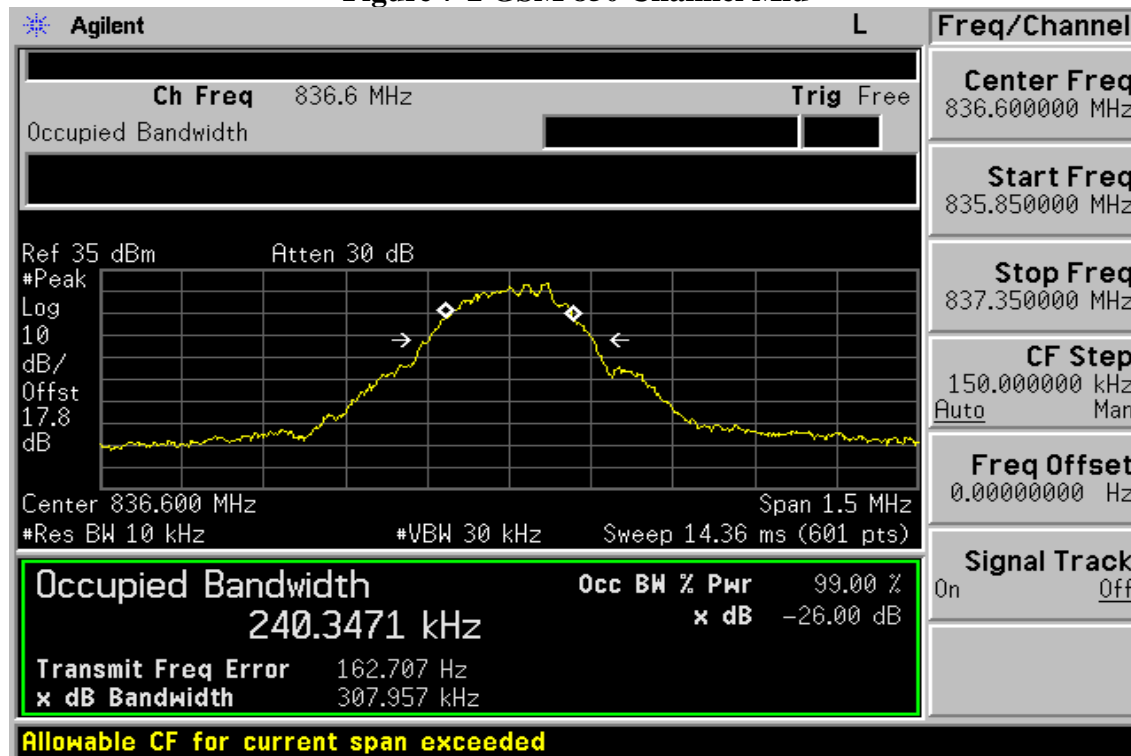 Agilent L Freq/Channel
Ch Freq 836.6 MHz Trig Free
Occupied Bandwidth
Center Freq
836.600000 MHz
Start Freq
835.850000 MHz
Stop Freq
837.350000 MHz
CF Step
150.000000 kHz
Auto Man
Freq Offset
0.00000000 Hz
Signal Track
On Off
Ref 35 dBm Atten 30 dB
#Peak
Log
10
dB/
Offst
17.8
dB
Center 836.600 MHz Span 1.5 MHz
#Res BW 10 kHz #VBW 30 kHz Sweep 14.36 ms (601 pts)
Occupied Bandwidth Occ BW % Pwr 99.00 %
240.3471 kHz x dB -26.00 dB
Transmit Freq Error 162.707 Hz
x dB Bandwidth 307.957 kHz
Allowable CF for current span exceeded